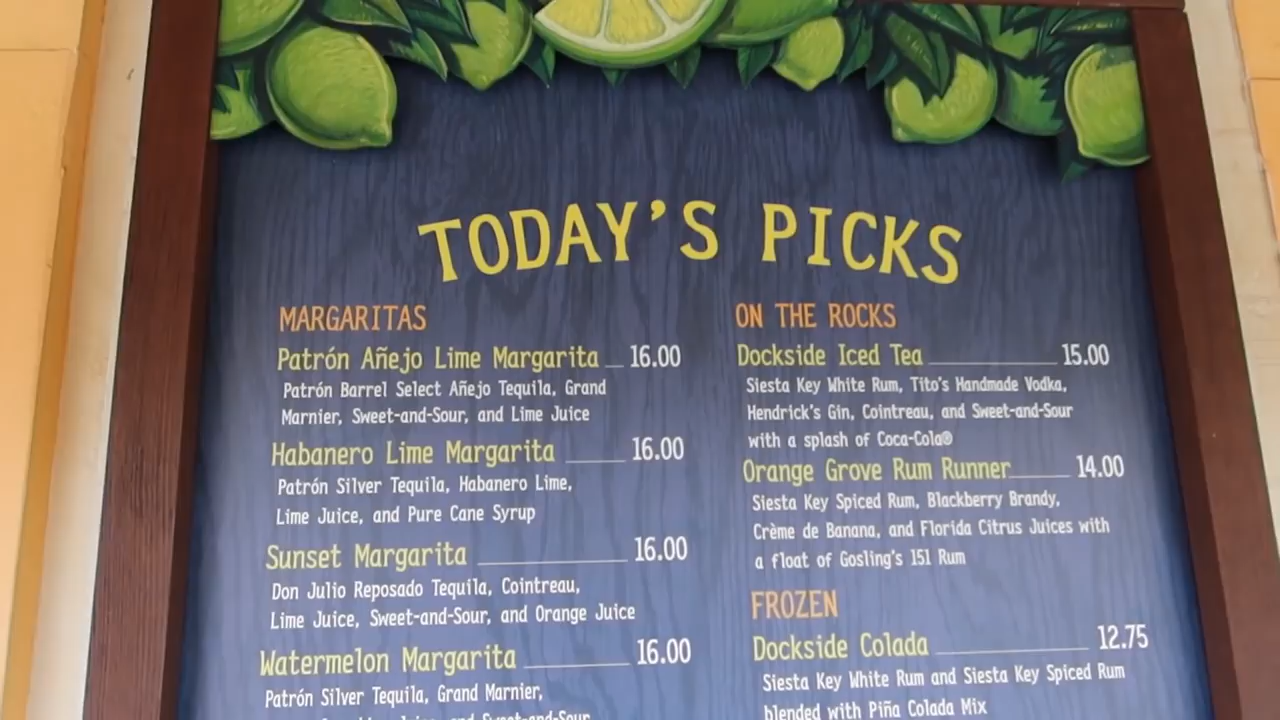 TODAY'S PICKS
MARGARITAS
Patrón Añejo Lime Margarita 16.00
Patrón Barrel Select Añejo Tequila, Grand
Marnier, Sweet-and-Sour, and Lime Juice
Habanero Lime Margarita 16.00
Patrón Silver Tequila, Habanero Lime,
Lime Juice, and Pure Cane Syrup
Sunset Margarita 16.00
Don Julio Reposado Tequila, Cointreau,
Lime Juice, Sweet-and-Sour, and Orange Juice
Watermelon Margarita 16.00
Patrón Silver Tequila, Grand Marnier,
and Sweet-and-Sour
ON THE ROCKS
Dockside Iced Tea 15.00
Siesta Key White Rum, Tito's Handmade Vodka,
Hendrick's Gin, Cointreau, and Sweet-and-Sour
with a splash of Coca-Cola®
Orange Grove Rum Runner 14.00
Siesta Key Spiced Rum, Blackberry Brandy,
Crème de Banana, and Florida Citrus Juices with
a float of Gosling's 151 Rum
FROZEN
Dockside Colada 12.75
Siesta Key White Rum and Siesta Key Spiced Rum
blended with Piña Colada Mix